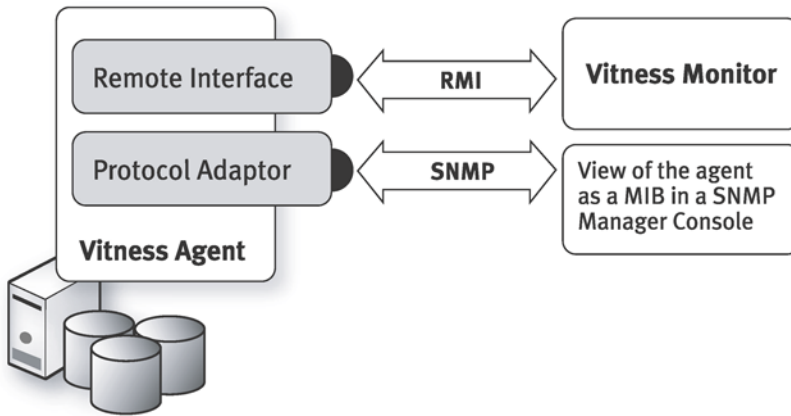 Remote Interface
RMI
Vitness Monitor
Protocol Adaptor
SNMP
View of the agent
as a MIB in a SNMP
Manager Console
Vitness Agent